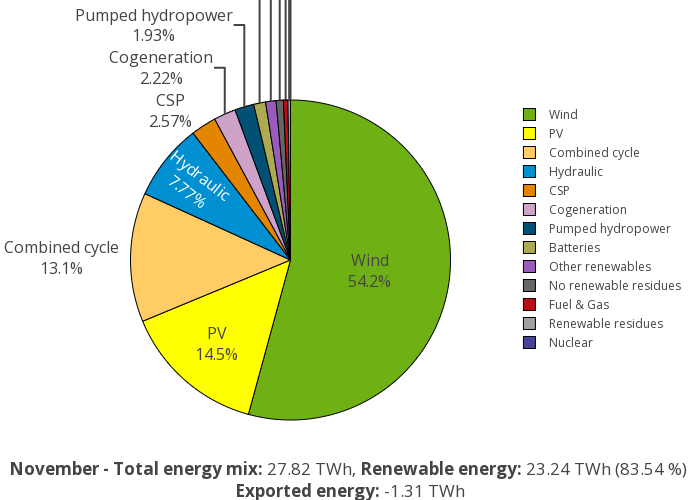 Pumped hydropower
1.93%
Cogeneration
2.22%
CSP
2.57%
Hydraulic
7.77%
Combined cycle
13.1%
PV
14.5%
Wind
54.2%
Wind
PV
Combined cycle
Hydraulic
CSP
Cogeneration
Pumped hydropower
Batteries
Other renewables
No renewable residues
Fuel & Gas
Renewable residues
Nuclear
November - Total energy mix: 27.82 TWh, Renewable energy: 23.24 TWh (83.54 %)
Exported energy: -1.31 TWh